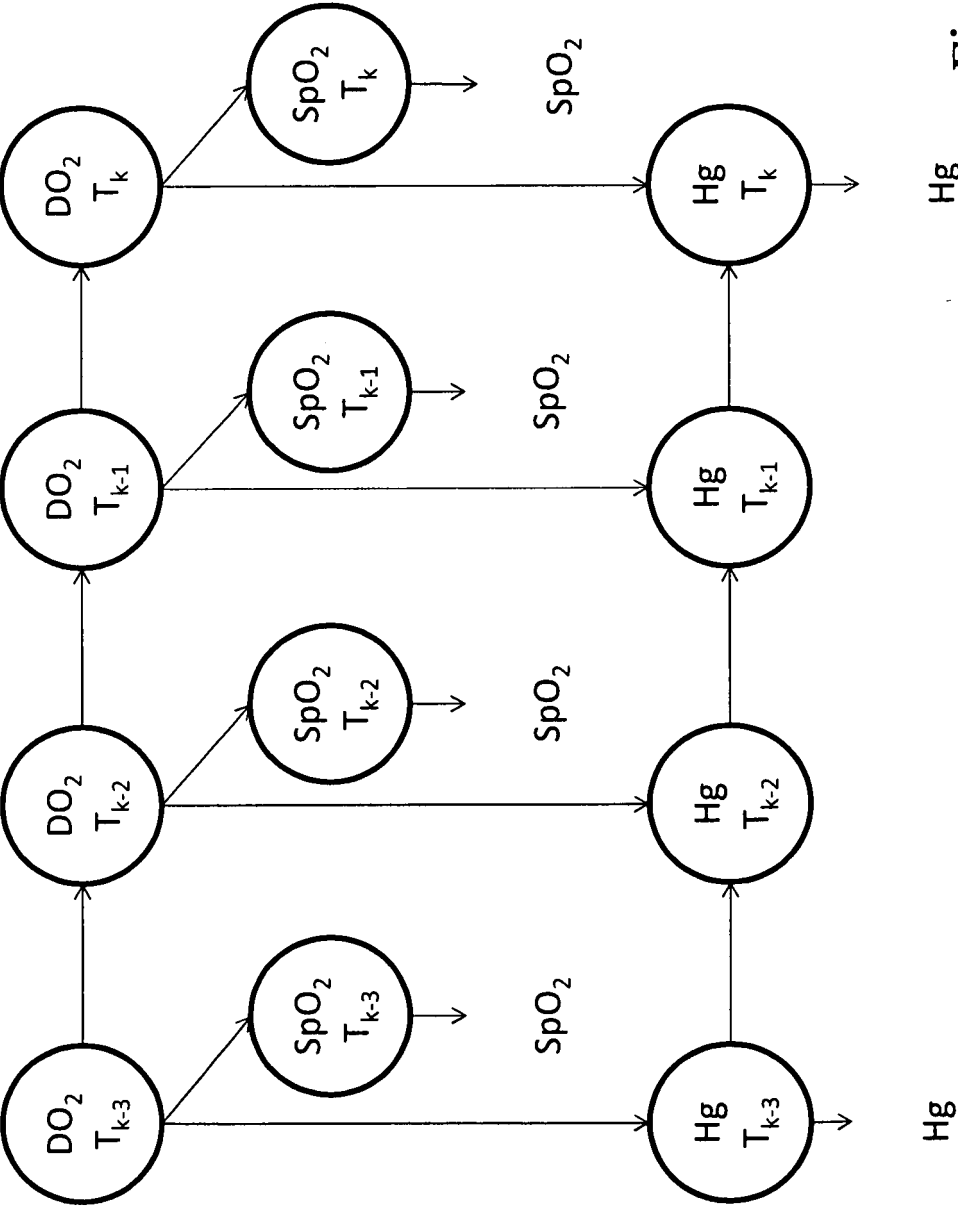 DO₂
Tₖ₋₃
DO₂
Tₖ₋₂
DO₂
Tₖ₋₁
DO₂
Tₖ
SpO₂
Tₖ₋₃
SpO₂
Tₖ₋₂
SpO₂
Tₖ₋₁
SpO₂
Tₖ
SpO₂
SpO₂
SpO₂
SpO₂
Hg
Tₖ₋₃
Hg
Tₖ₋₂
Hg
Tₖ₋₁
Hg
Tₖ
Hg
Hg